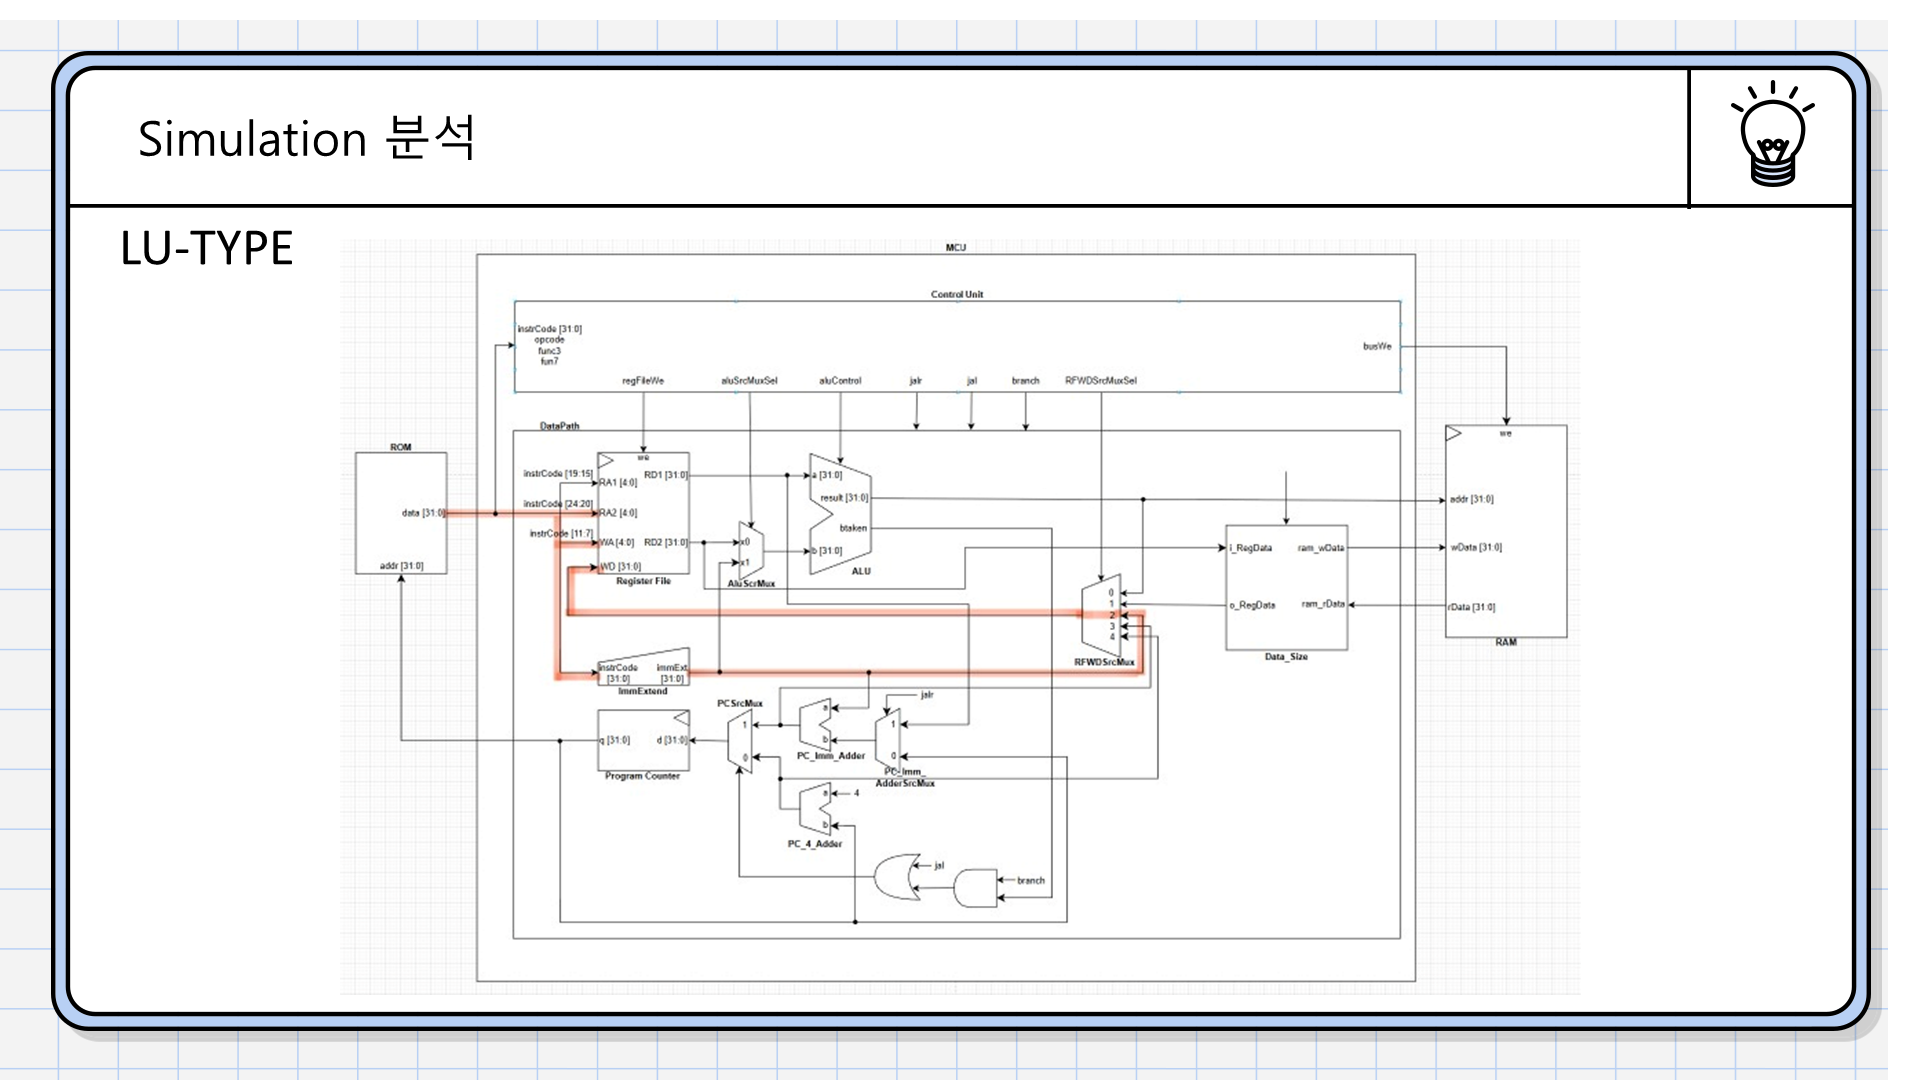 Simulation 분석
LU-TYPE
MCU
Control Unit
instrCode [31:0]
opcode
func3
fun7
busWe
regFileWe
aluSrcMuxSel
aluControl
jalr
jal
branch
RFWDSrcMuxSel
DataPath
ROM
data [31:0]
addr [31:0]
instrCode [19:15]
instrCode [24:20]
instrCode [11:7]
we
RA1 [4:0]
RA2 [4:0]
WA [4:0]
WD [31:0]
RD1 [31:0]
RD2 [31:0]
Register File
x0
x1
AluScrMux
a [31:0]
result [31:0]
btaken
b [31:0]
ALU
0
1
2
3
4
RFWDSrcMux
i_RegData
ram_wData
o_RegData
ram_rData
Data_Size
we
addr [31:0]
wData [31:0]
rData [31:0]
RAM
instrCode
[31:0]
immExt
[31:0]
ImmExtend
PCSrcMux
1
0
q [31:0]
d [31:0]
Program Counter
a
b
PC_Imm_Adder
jalr
1
0
PC_Imm_
AdderSrcMux
a
4
b
PC_4_Adder
jal
branch